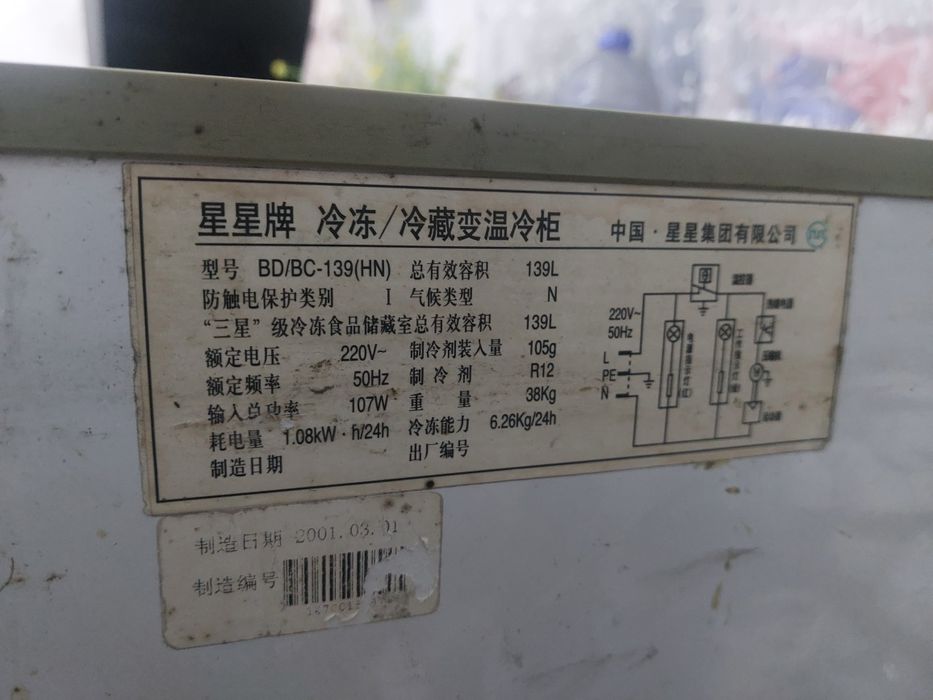 星星牌 冷冻/冷藏变温冷柜 中国·星星集团有限公司
型号 BD/BC-139(HN) 总有效容积 139L
防触电保护类别 I 气候类型 N
“三星”级冷冻食品储藏室总有效容积 139L
额定电压 220V~ 制冷剂装入量 105g
额定频率 50Hz 制冷剂 R12
输入总功率 107W 重量 38Kg
耗电量 1.08kW·h/24h 冷冻能力 6.26Kg/24h
制造日期 出厂编号
温控器
220V~
50Hz
L
PE
N
制造日期 2001.03.01
制造编号